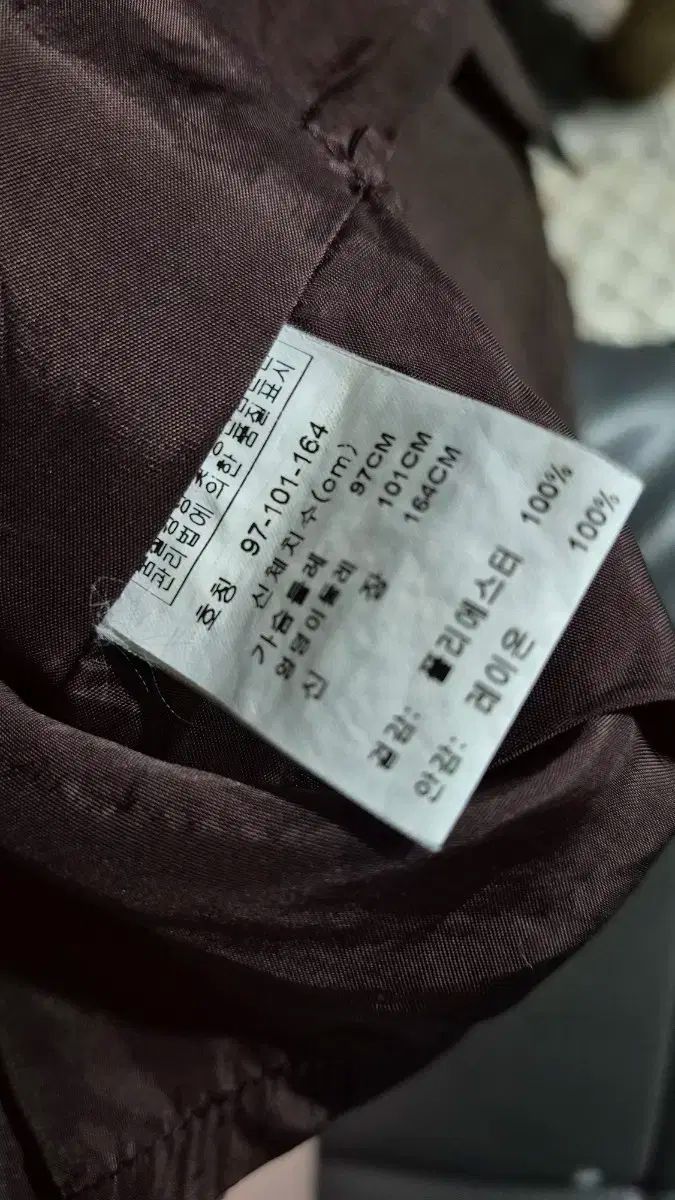 관리법에 의한 품질표시
호칭 97-101-164
신체치수(cm)
가슴둘레 97CM
엉덩이둘레 101CM
신 장 164CM
겉감: 폴리에스터 100%
안감: 레이온 100%